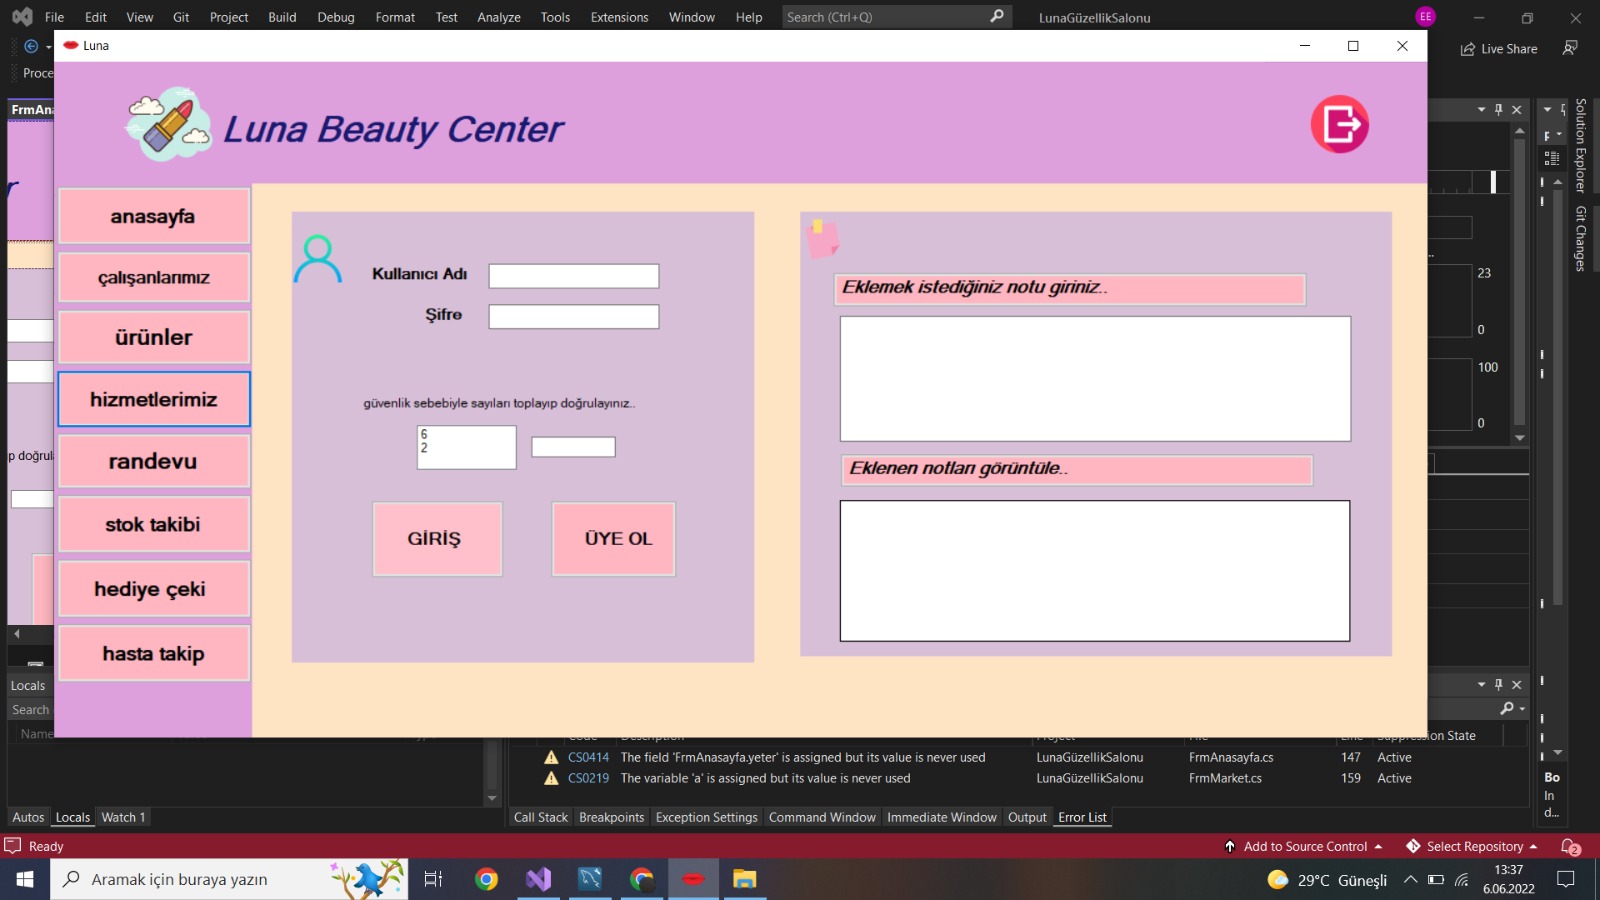 File Edit View Git Project Build Debug Format Test Analyze Tools Extensions Window Help Search (Ctrl+Q) LunaGüzellikSalonu EE
Luna
Live Share
Proce
FrmAna
Luna Beauty Center
Solution Explorer
Git Changes
anasayfa
çalışanlarımız
ürünler
hizmetlerimiz
randevu
stok takibi
hediye çeki
hasta takip
Kullanıcı Adı
Şifre
güvenlik sebebiyle sayıları toplayıp doğrulayınız..
6
2
GİRİŞ
ÜYE OL
Eklemek istediğiniz notu giriniz..
Eklenen notları görüntüle..
23
0
100
0
p doğrula
Locals
Search
Name
Suppression State
CS0414 The field 'FrmAnasayfa.yeter' is assigned but its value is never used LunaGüzellikSalonu FrmAnasayfa.cs 147 Active
CS0219 The variable 'a' is assigned but its value is never used LunaGüzellikSalonu FrmMarket.cs 159 Active
Bo
In
d...
Autos Locals Watch 1
Call Stack Breakpoints Exception Settings Command Window Immediate Window Output Error List
Ready
Add to Source Control Select Repository 2
Aramak için buraya yazın
29°C Güneşli
13:37
6.06.2022